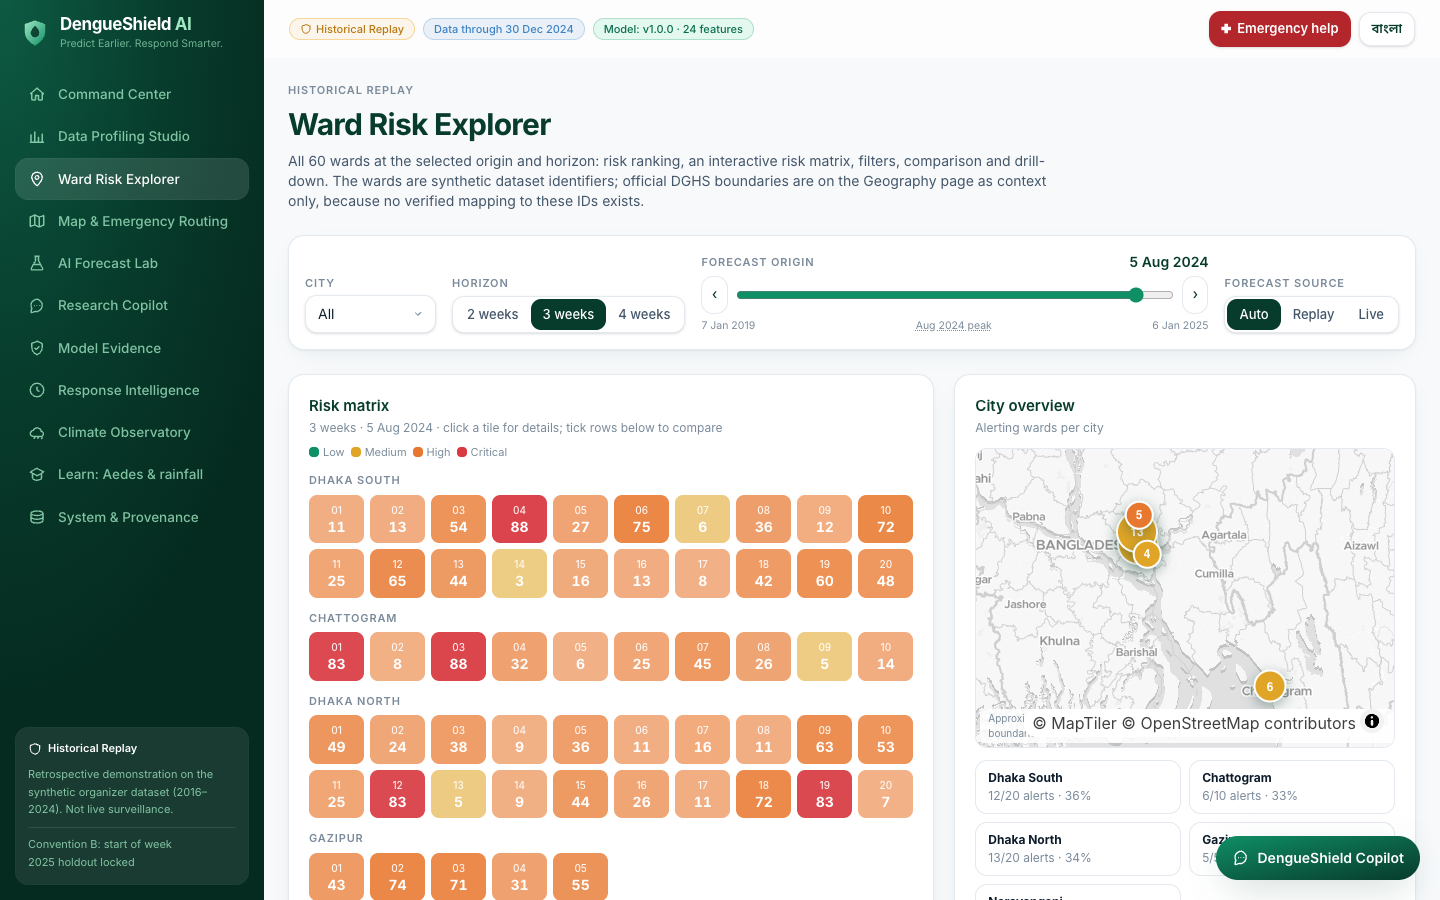 DengueShield AI
Predict Earlier. Respond Smarter.
Command Center
Data Profiling Studio
Ward Risk Explorer
Map & Emergency Routing
AI Forecast Lab
Research Copilot
Model Evidence
Response Intelligence
Climate Observatory
Learn: Aedes & rainfall
System & Provenance
Historical Replay
Retrospective demonstration on the
synthetic organizer dataset (2016–
2024). Not live surveillance.
Convention B: start of week
2025 holdout locked
Historical Replay
Data through 30 Dec 2024
Model: v1.0.0 · 24 features
Emergency help
বাংলা
HISTORICAL REPLAY
Ward Risk Explorer
All 60 wards at the selected origin and horizon: risk ranking, an interactive risk matrix, filters, comparison and drill-
down. The wards are synthetic dataset identifiers; official DGHS boundaries are on the Geography page as context
only, because no verified mapping to these IDs exists.
CITY
All
HORIZON
2 weeks 3 weeks 4 weeks
FORECAST ORIGIN 5 Aug 2024
‹ ›
7 Jan 2019 Aug 2024 peak 6 Jan 2025
FORECAST SOURCE
Auto Replay Live
Risk matrix
3 weeks · 5 Aug 2024 · click a tile for details; tick rows below to compare
Low Medium High Critical
DHAKA SOUTH
01 02 03 04 05 06 07 08 09 10
11 13 54 88 27 75 6 36 12 72
11 12 13 14 15 16 17 18 19 20
25 65 44 3 16 13 8 42 60 48
CHATTOGRAM
01 02 03 04 05 06 07 08 09 10
83 8 88 32 6 25 45 26 5 14
DHAKA NORTH
01 02 03 04 05 06 07 08 09 10
49 24 38 9 36 11 16 11 63 53
11 12 13 14 15 16 17 18 19 20
25 83 5 9 44 26 11 72 83 7
GAZIPUR
01 02 03 04 05
43 74 71 31 55
City overview
Alerting wards per city
Pabna
5
13
BANGLADES
4
Agartala
Aizawl
Cumilla
Jashore
Khulna
Barishal
6
gram
© MapTiler © OpenStreetMap contributors
Dhaka South
12/20 alerts · 36%
Chattogram
6/10 alerts · 33%
Dhaka North
13/20 alerts · 34%
DengueShield Copilot